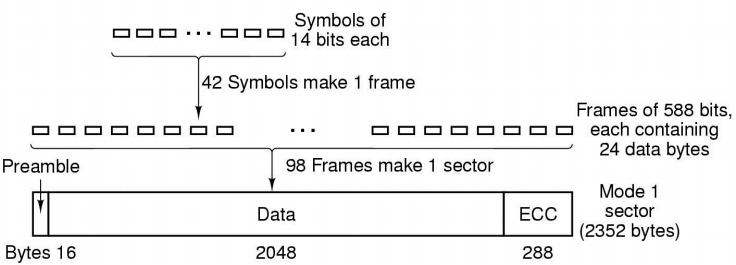 Symbols of
14 bits each
42 Symbols make 1 frame
Frames of 588 bits,
each containing
24 data bytes
Preamble
98 Frames make 1 sector
Data
ECC
Mode 1
sector
(2352 bytes)
Bytes 16
2048
288